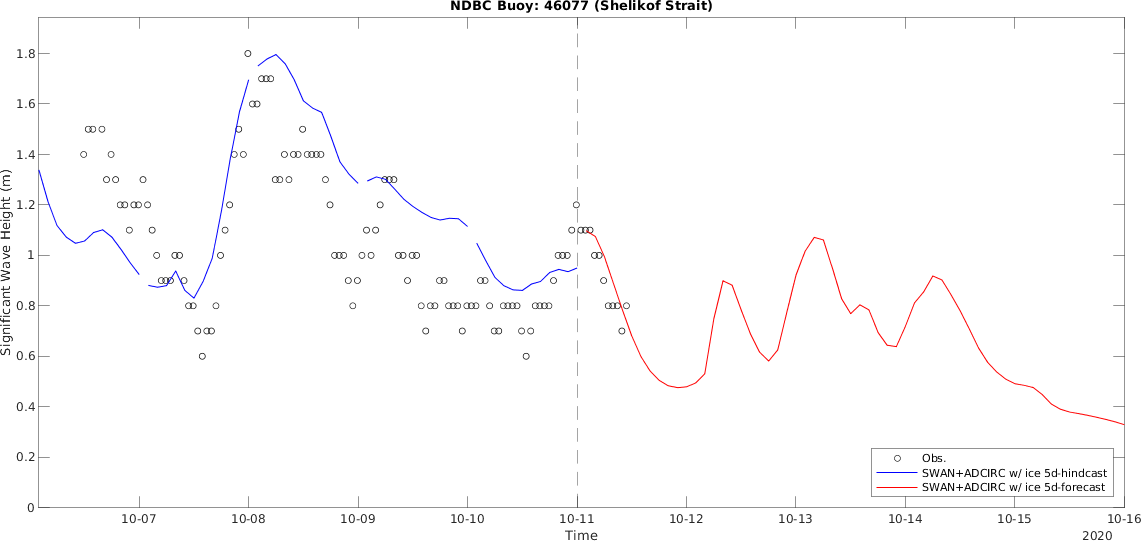 NDBC Buoy: 46077 (Shelikof Strait)
Significant Wave Height (m)
1.8
1.6
1.4
1.2
1
0.8
0.6
0.4
0.2
0
Obs.
SWAN+ADCIRC w/ ice 5d-hindcast
SWAN+ADCIRC w/ ice 5d-forecast
10-07 10-08 10-09 10-10 10-11 10-12 10-13 10-14 10-15 10-16
Time
2020